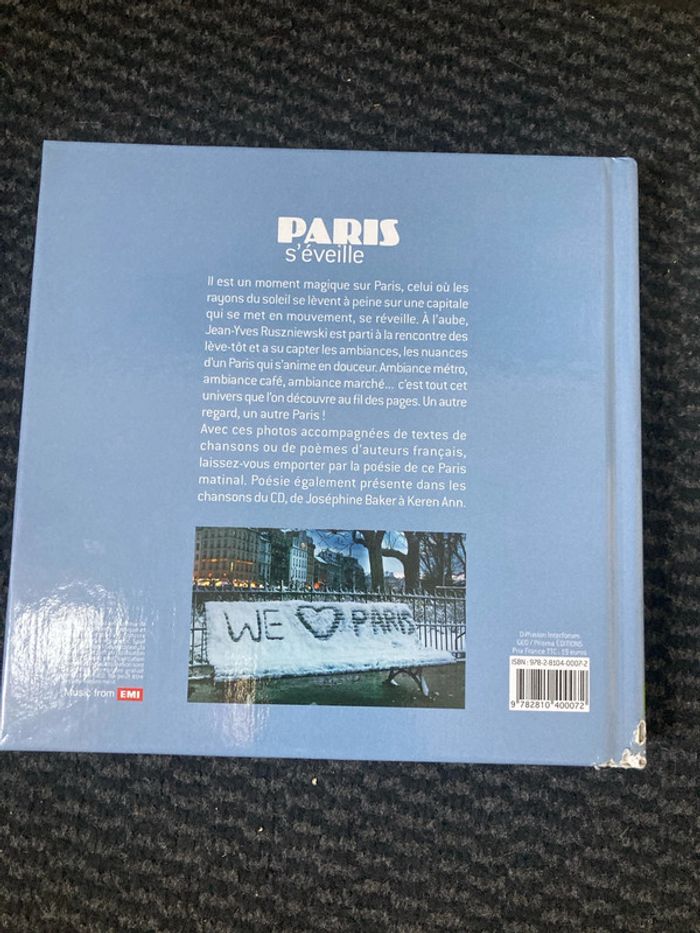 PARIS
s'éveille
Il est un moment magique sur Paris, celui où les
rayons du soleil se lèvent à peine sur une capitale
qui se met en mouvement, se réveille. À l'aube,
Jean-Yves Ruszniewski est parti à la rencontre des
lève-tôt et a su capter les ambiances, les nuances
d'un Paris qui s'anime en douceur. Ambiance métro,
ambiance café, ambiance marché... c'est tout cet
univers que l'on découvre au fil des pages. Un autre
regard, un autre Paris !
Avec ces photos accompagnées de textes de
chansons ou de poèmes d'auteurs français,
laissez-vous emporter par la poésie de ce Paris
matinal. Poésie également présente dans les
chansons du CD, de Joséphine Baker à Keren Ann.
WE PARIS
Music from EMI
Diffusion Interforum
GEO / Prisma ÉDITIONS
Prix France TTC : 19 euros
ISBN : 978-2-8104-0007-2
9 782810 400072